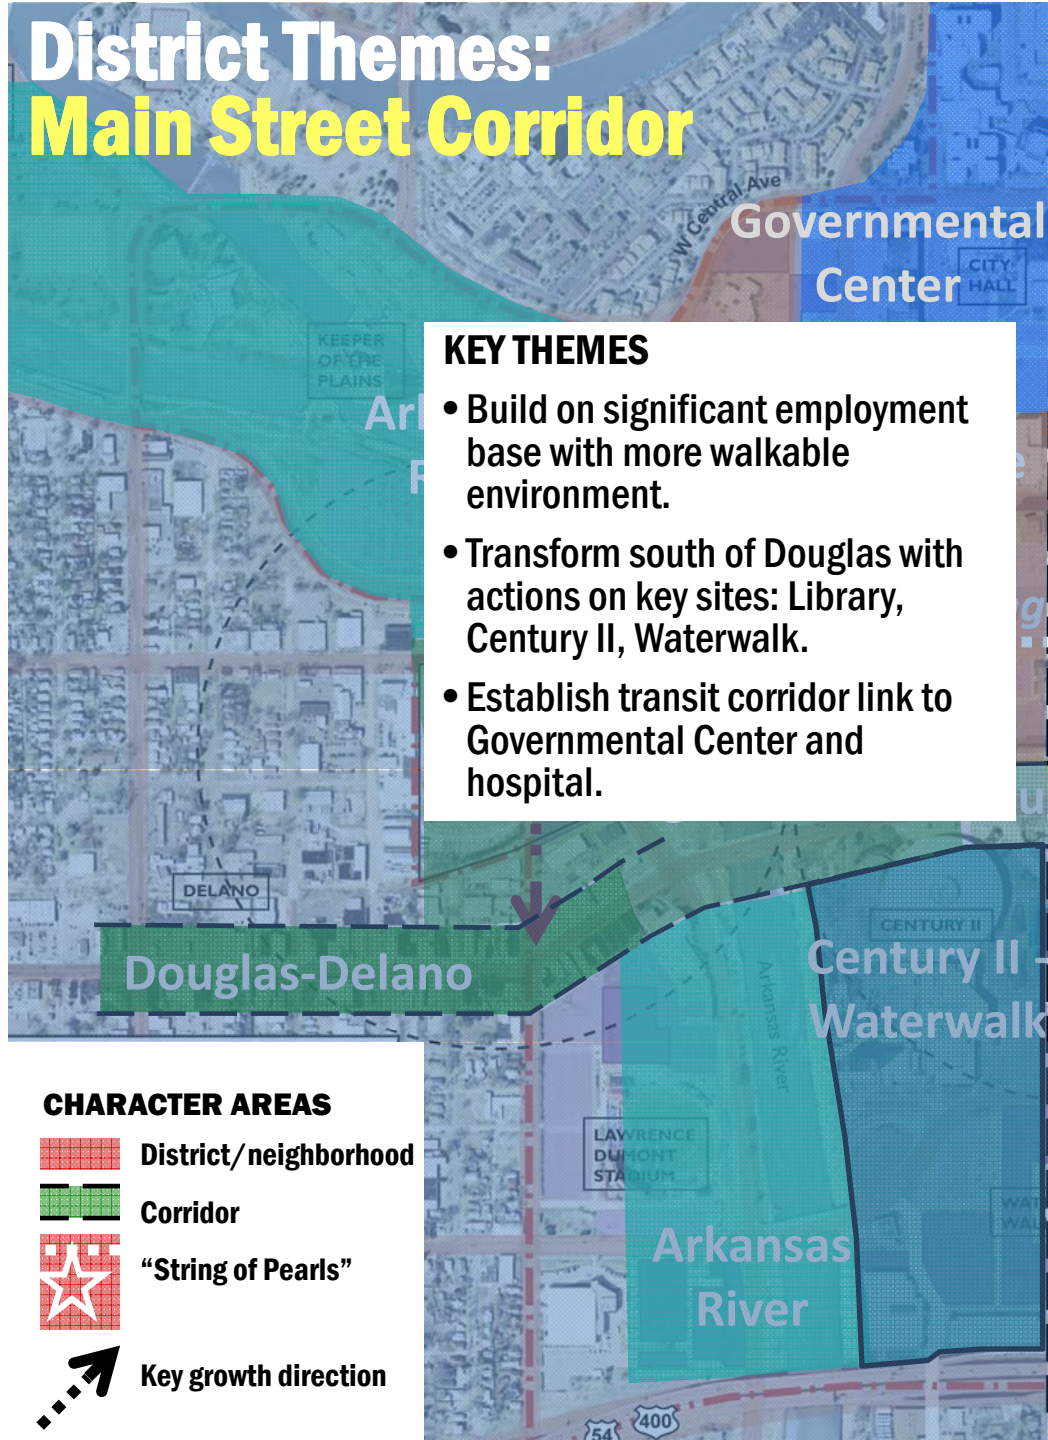 District Themes:
Main Street Corridor
W Central Ave
Governmental
Center
CITY
HALL
KEEPER
OF THE
PLAINS
KEY THEMES
• Build on significant employment
base with more walkable
environment.
• Transform south of Douglas with
actions on key sites: Library,
Century II, Waterwalk.
• Establish transit corridor link to
Governmental Center and
hospital.
DELANO
Douglas-Delano
CENTURY II
Century II -
Waterwalk
Arkansas River
LAWRENCE
DUMONT
STADIUM
Arkansas
River
CHARACTER AREAS
District/neighborhood
Corridor
“String of Pearls”
Key growth direction
54
400